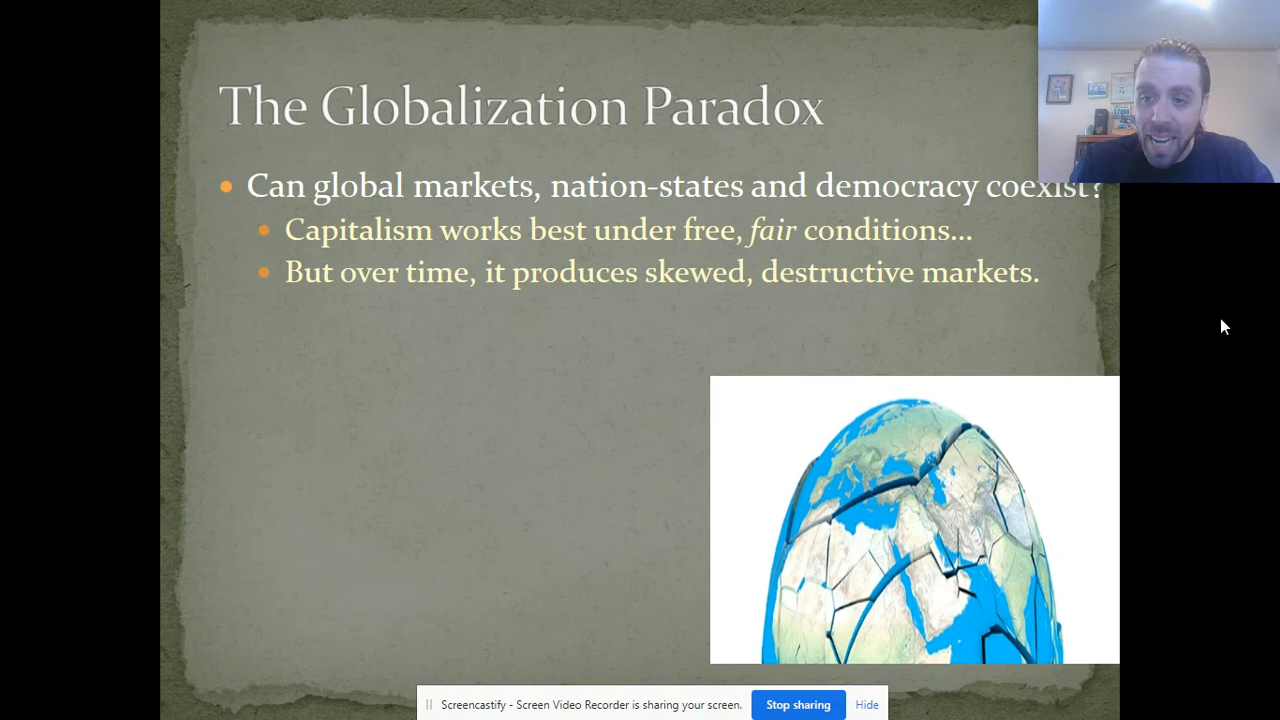 The Globalization Paradox
Can global markets, nation-states and democracy coexist?
Capitalism works best under free, fair conditions...
But over time, it produces skewed, destructive markets.
Screencastify - Screen Video Recorder is sharing your screen.
Stop sharing
Hide